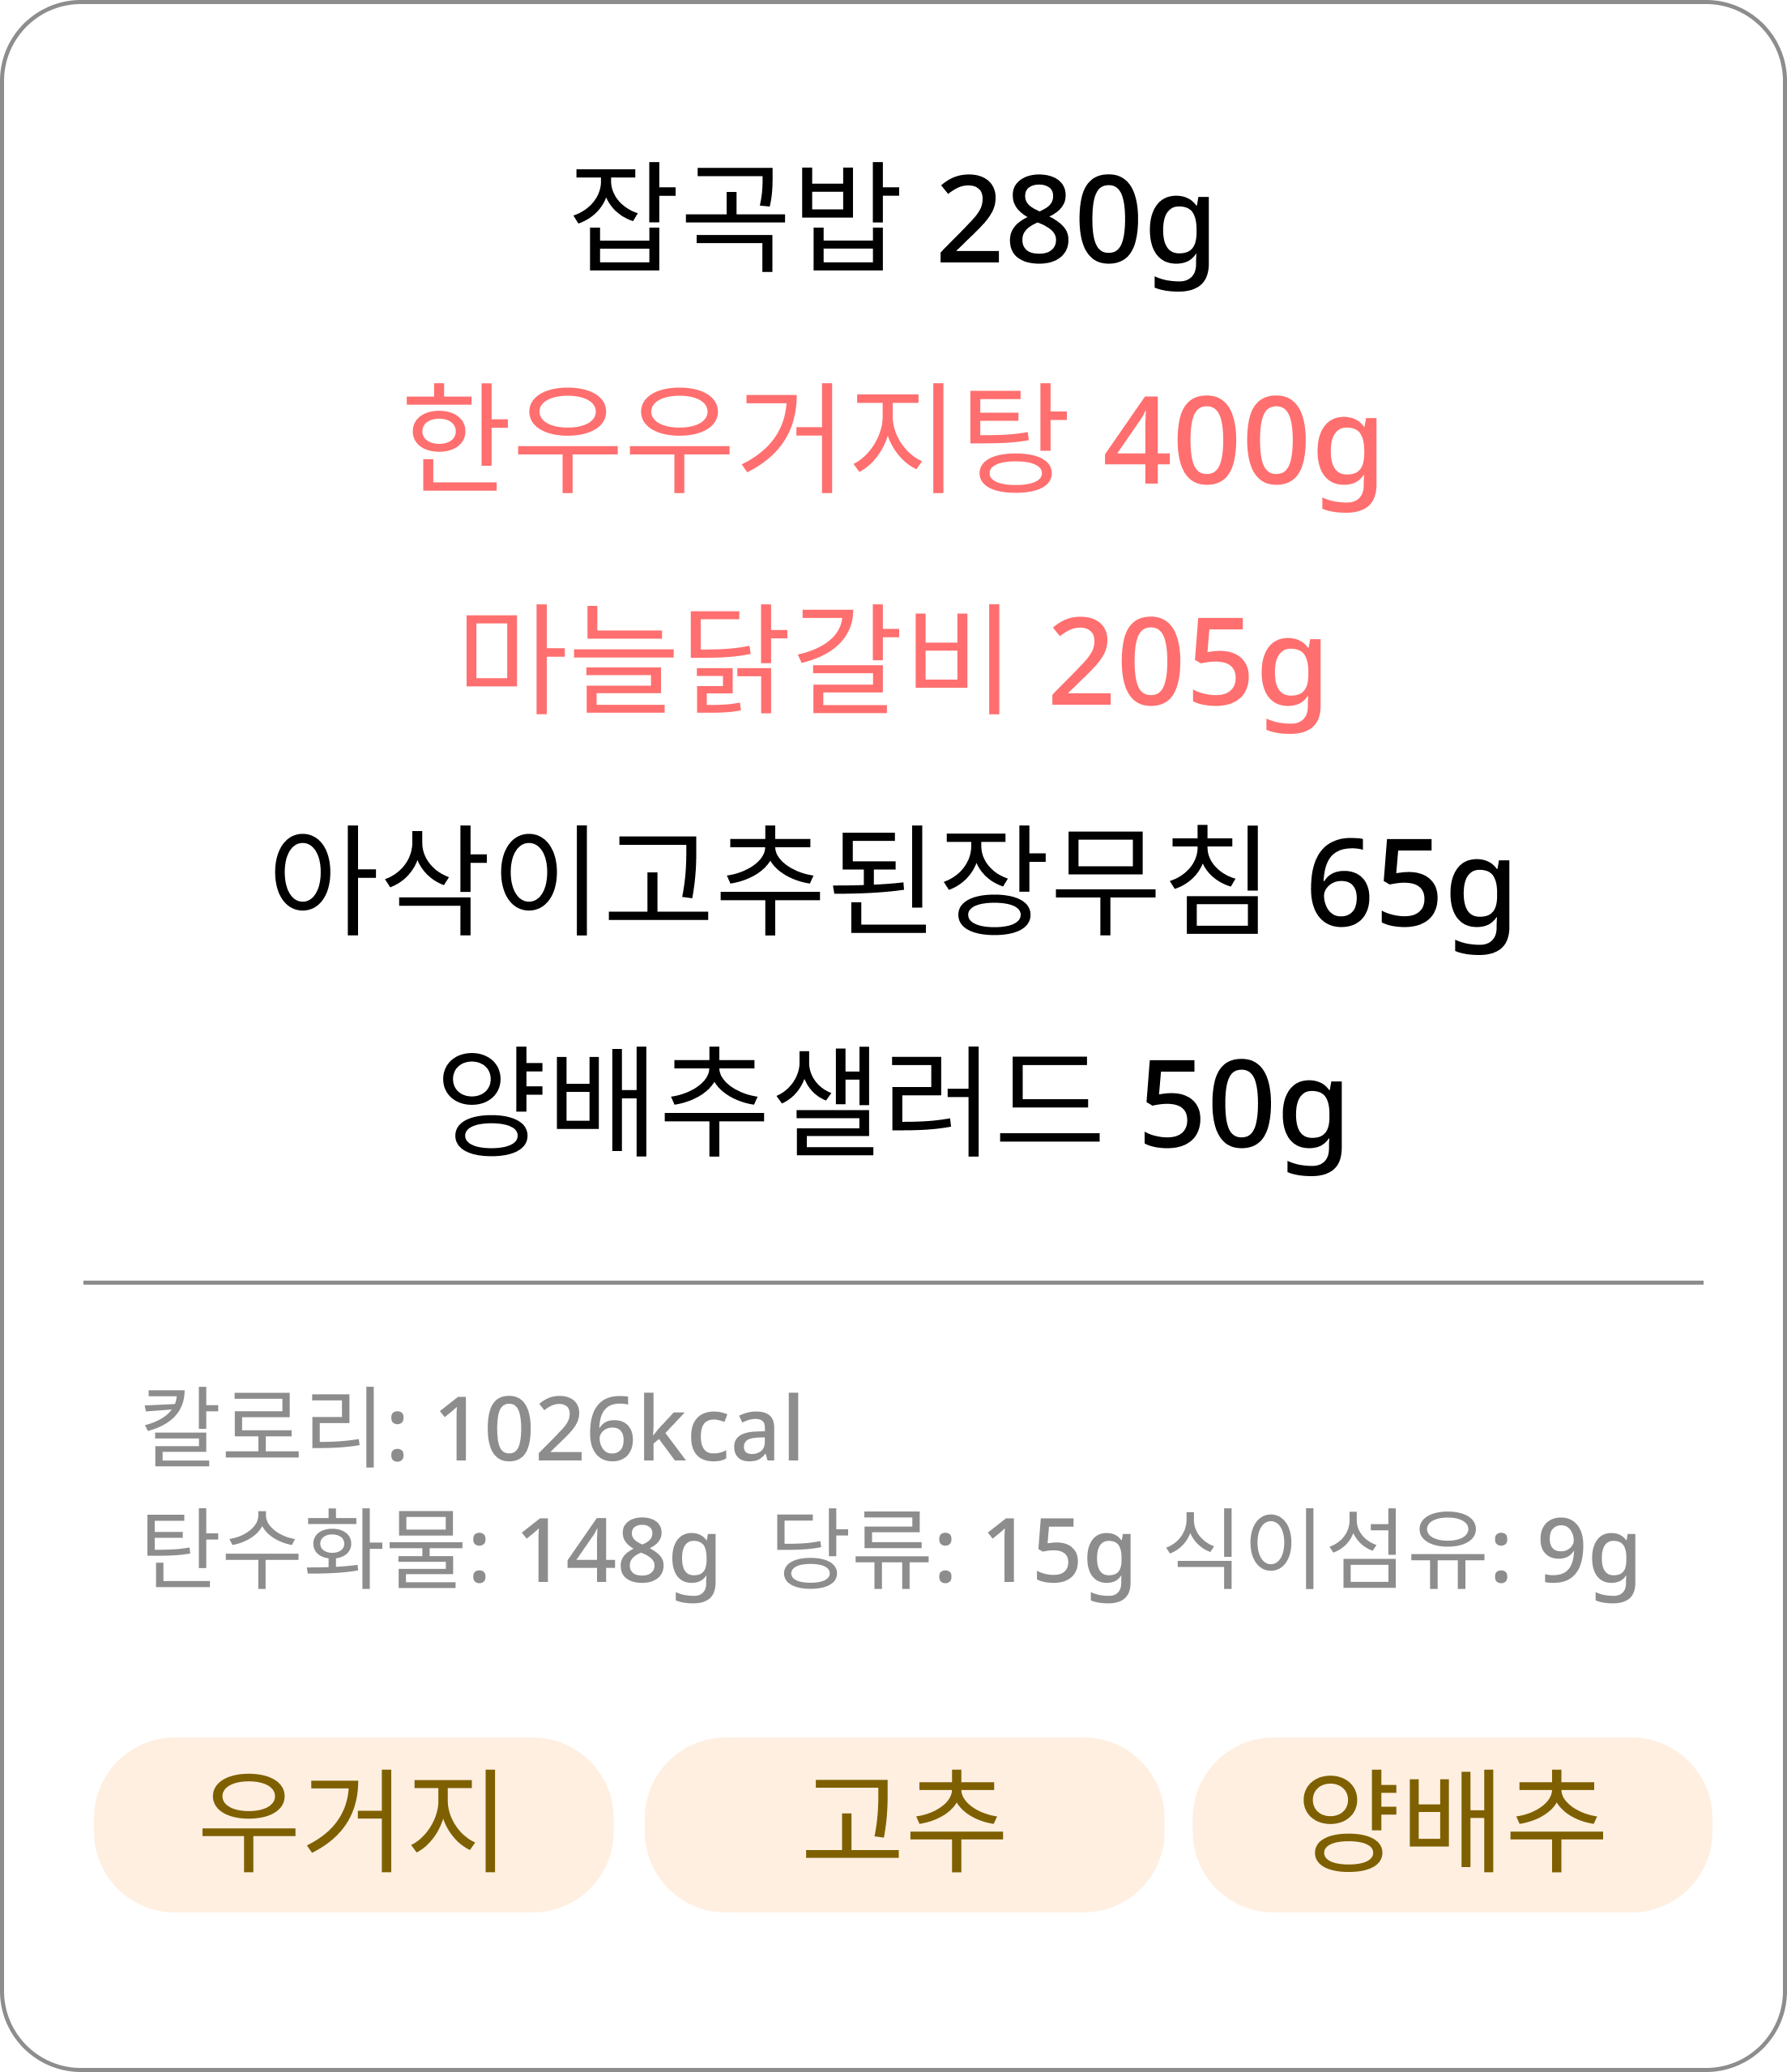 잡곡밥 280g
한우우거지탕 400g
마늘닭갈비 205g
아삭이고추된장무침 65g
양배추샐러드 50g
칼로리: 1026kcal
탄수화물: 148g 당류: 15g 식이섬유: 9g
우거지 고추 양배추